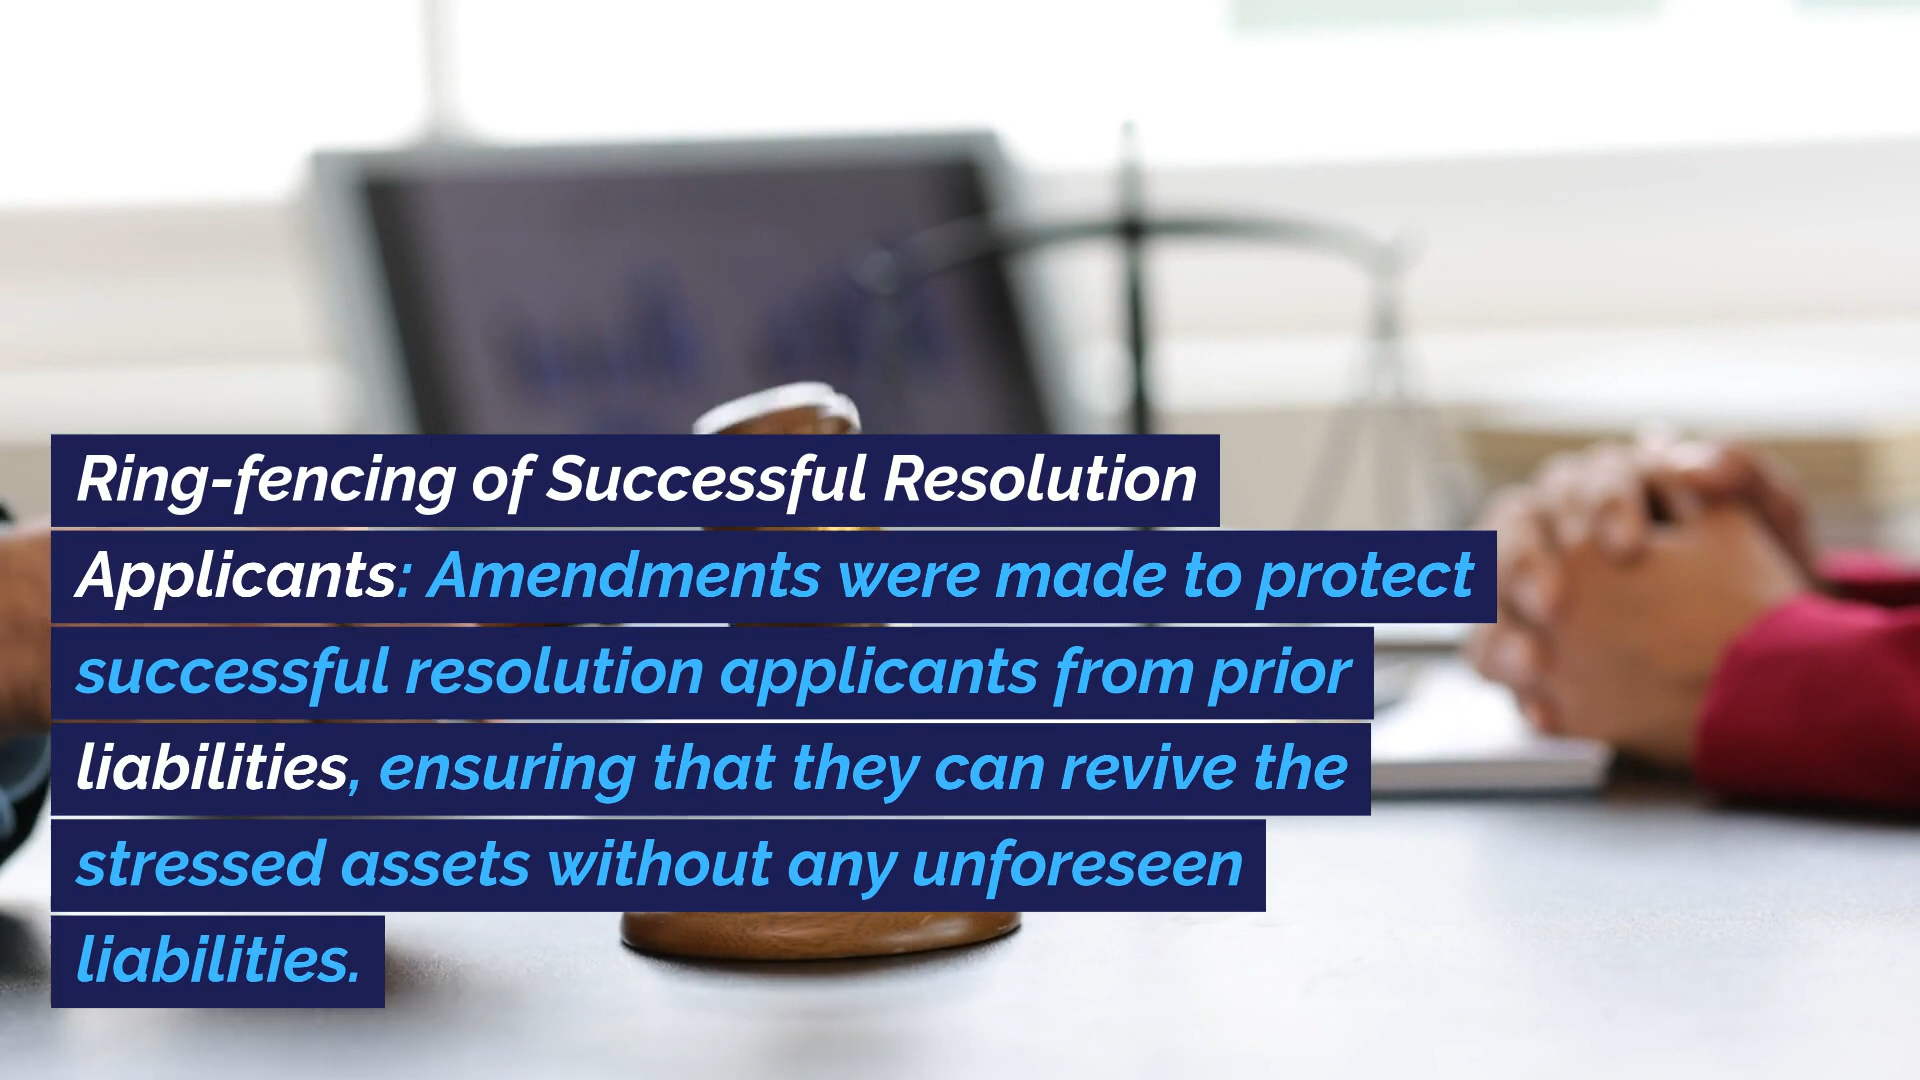 Ring-fencing of Successful Resolution
Applicants: Amendments were made to protect
successful resolution applicants from prior
liabilities, ensuring that they can revive the
stressed assets without any unforeseen
liabilities.